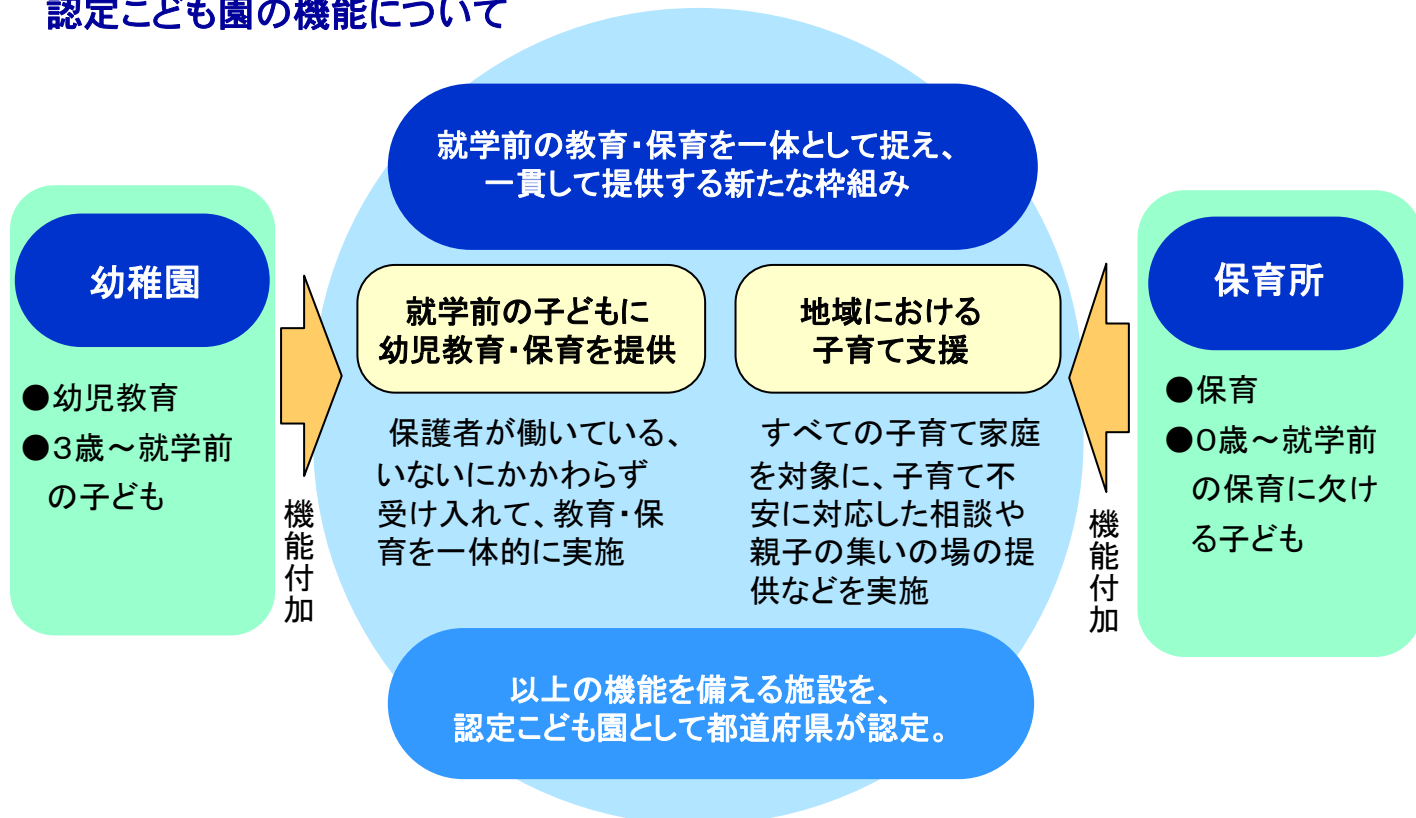 認定こども園の機能について
就学前の教育・保育を一体として捉え、
一貫して提供する新たな枠組み
幼稚園
●幼児教育
●3歳～就学前
の子ども
機能付加
就学前の子どもに
幼児教育・保育を提供
保護者が働いている、
いないにかかわらず
受け入れて、教育・保
育を一体的に実施
地域における
子育て支援
すべての子育て家庭
を対象に、子育て不
安に対応した相談や
親子の集いの場の提
供などを実施
機能付加
保育所
●保育
●0歳～就学前
の保育に欠け
る子ども
以上の機能を備える施設を、
認定こども園として都道府県が認定。